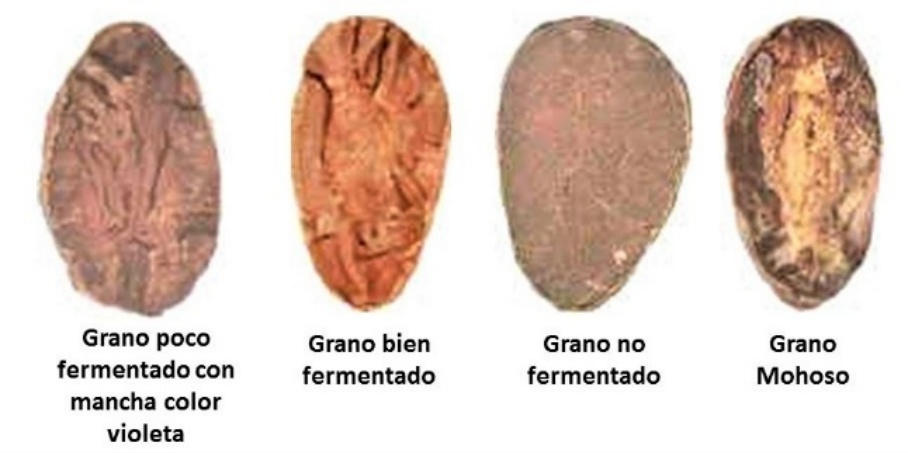 Grano poco
fermentado con
mancha color
violeta
Grano bien
fermentado
Grano no
fermentado
Grano
Mohoso